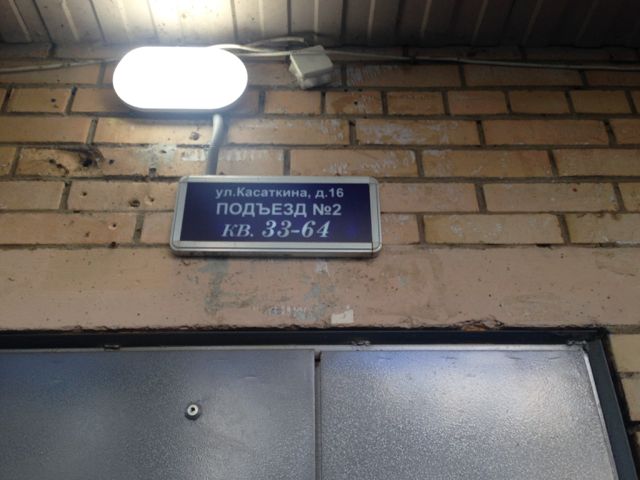 ул.Касаткина, д.16
ПОДЪЕЗД №2
КВ. 33-64